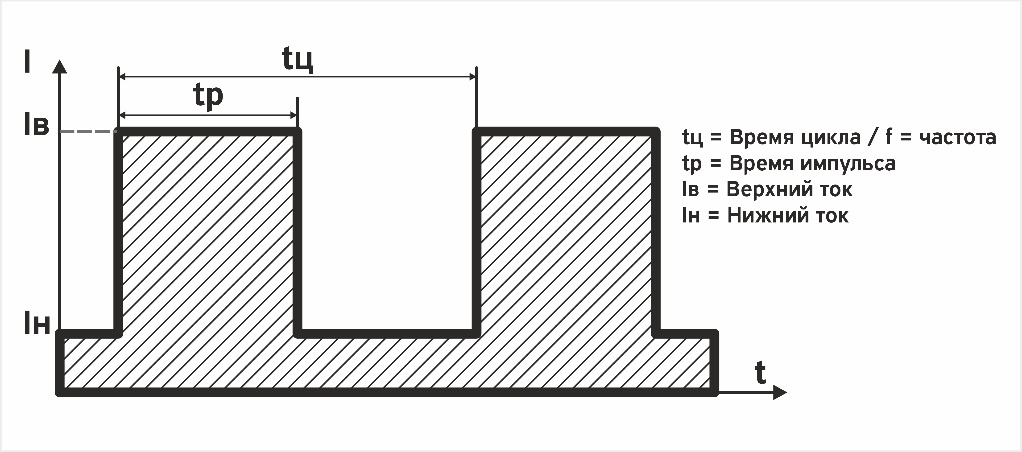 I
tц
tp
Iв
Iн
t
tц = Время цикла / f = частота
tp = Время импульса
Iв = Верхний ток
Iн = Нижний ток